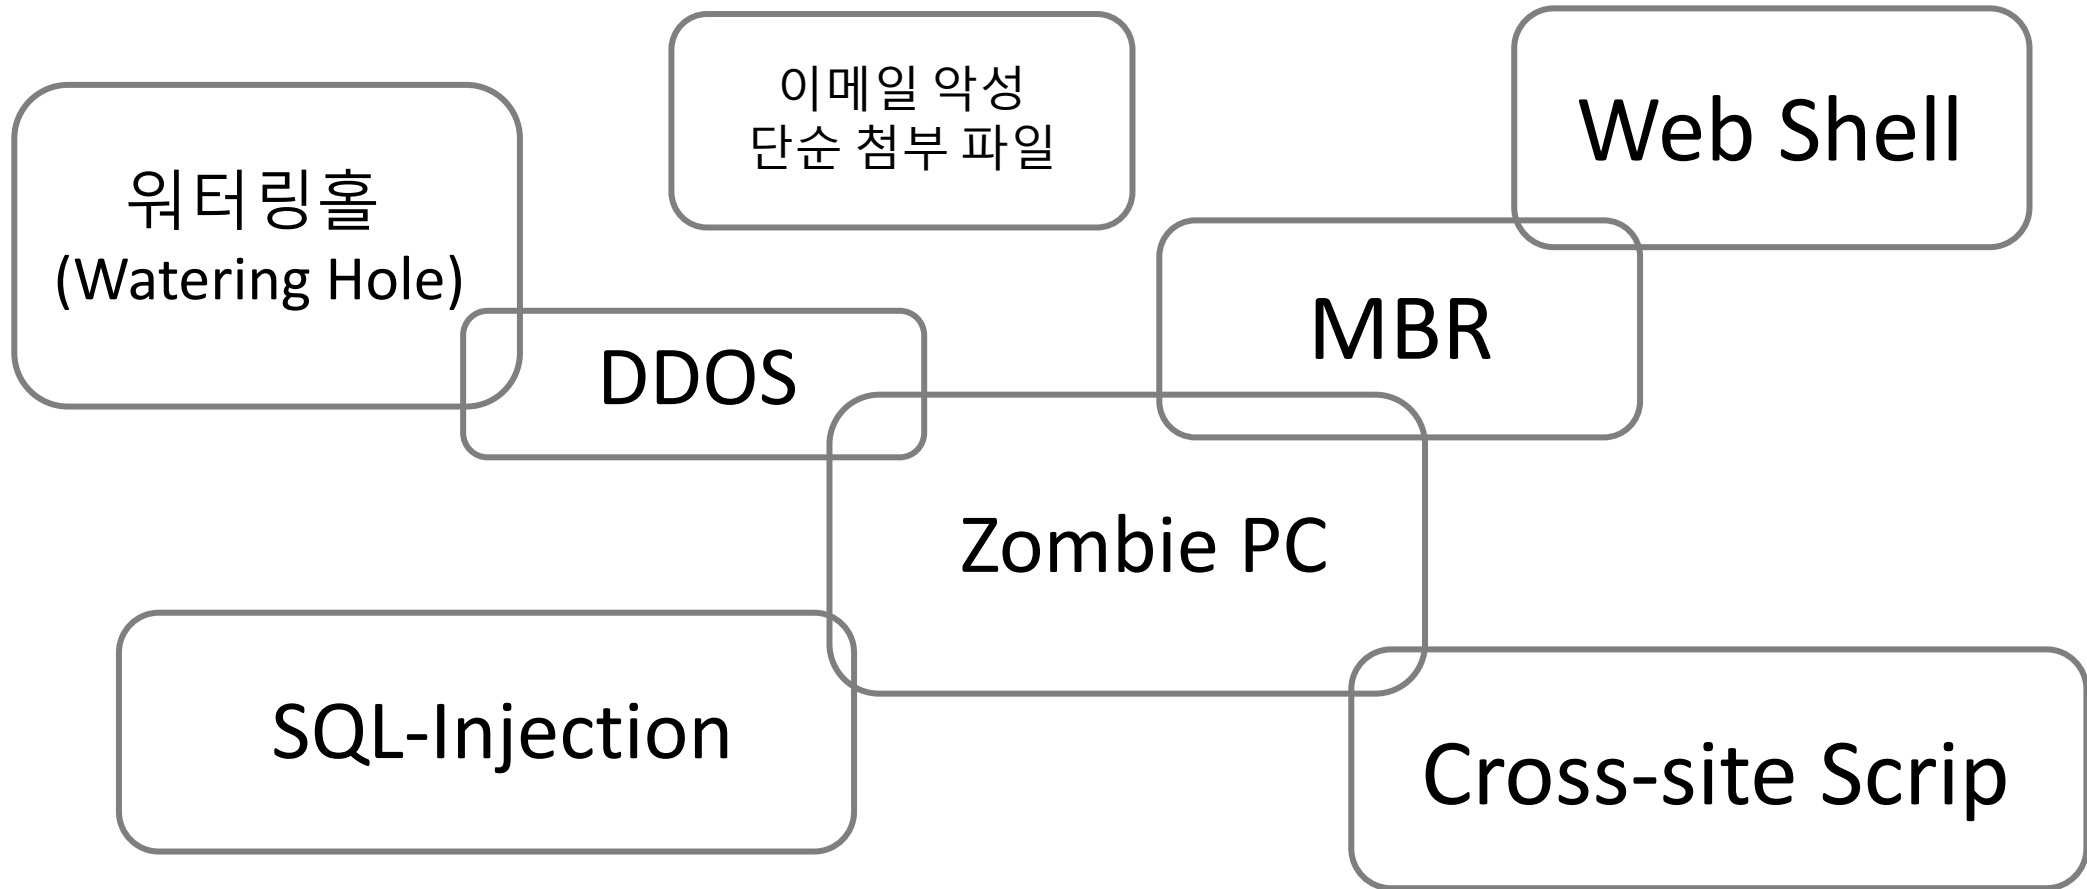 이메일 악성
단순 첨부 파일
Web Shell
워터링홀
(Watering Hole)
MBR
DDOS
Zombie PC
SQL-Injection
Cross-site Scrip